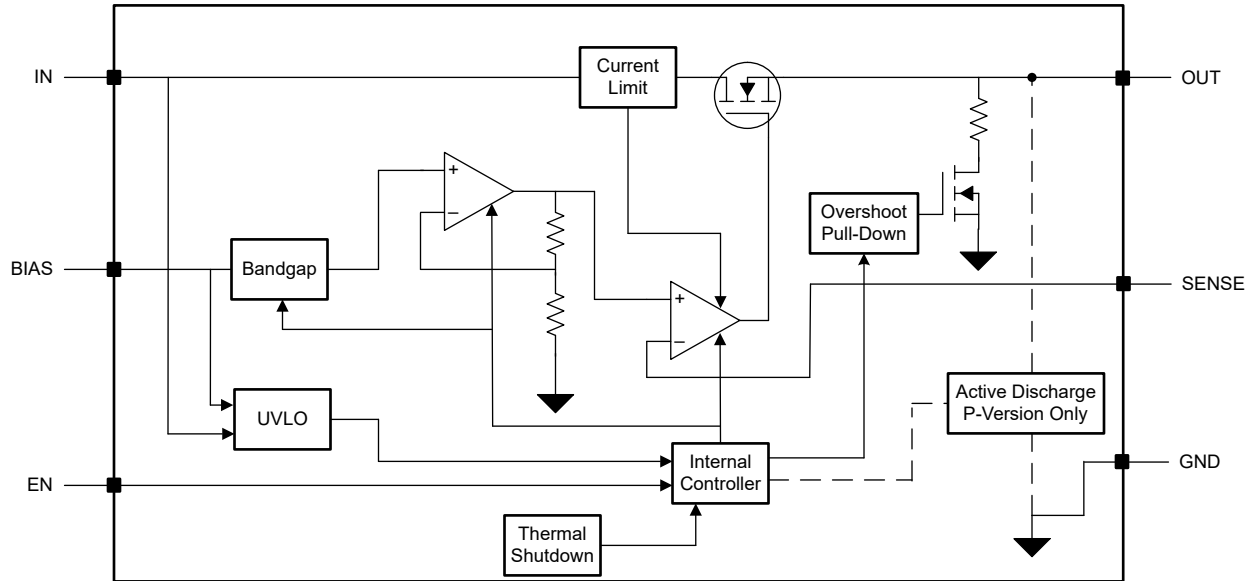 IN
Current
Limit
OUT
+
−
Overshoot
Pull-Down
BIAS
Bandgap
SENSE
+
−
UVLO
Active Discharge
P-Version Only
Internal
Controller
GND
EN
Thermal
Shutdown